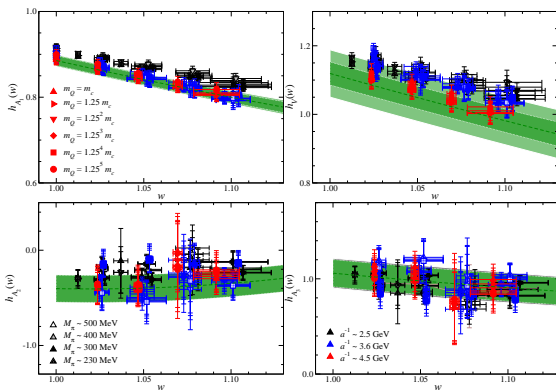 1.0
0.8
0.6
h_{A_1}(w)
m_Q = m_c
m_Q = 1.25 m_c
m_Q = 1.25^2 m_c
m_Q = 1.25^3 m_c
m_Q = 1.25^4 m_c
m_Q = 1.25^5 m_c
1.00 1.05 1.10
w
1.2
1.0
0.8
h_V(w)
1.00 1.05 1.10
w
0.0
-1.0
h_{A_2}(w)
M_π ~ 500 MeV
M_π ~ 400 MeV
M_π ~ 300 MeV
M_π ~ 230 MeV
1.00 1.05 1.10
w
1.0
0.0
h_{A_3}(w)
a^{-1} ~ 2.5 GeV
a^{-1} ~ 3.6 GeV
a^{-1} ~ 4.5 GeV
1.00 1.05 1.10
w